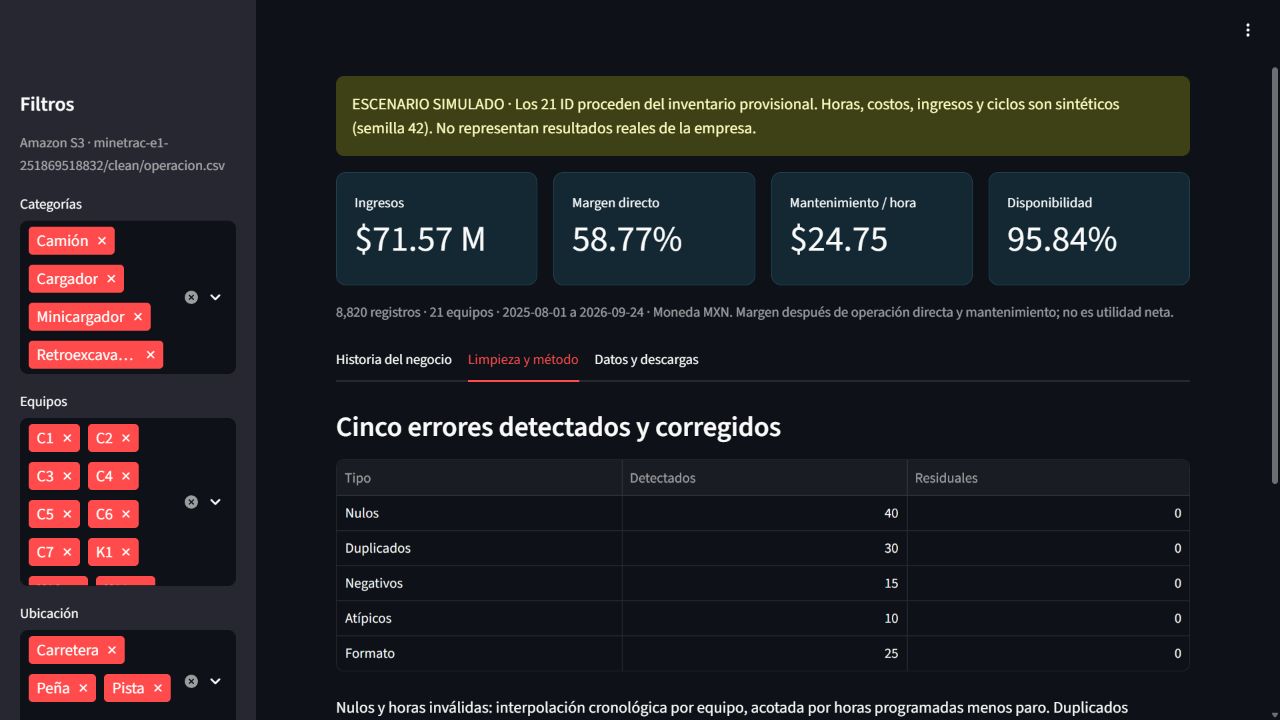 Filtros
Amazon S3 · minetrac-e1-
251869518832/clean/operacion.csv
Categorías
Camión ×
Cargador ×
Minicargador ×
Retroexcava… ×
Equipos
C1 × C2 ×
C3 × C4 ×
C5 × C6 ×
C7 × K1 ×
Ubicación
Carretera ×
Peña × Pista ×
ESCENARIO SIMULADO · Los 21 ID proceden del inventario provisional. Horas, costos, ingresos y ciclos son sintéticos
(semilla 42). No representan resultados reales de la empresa.
Ingresos
$71.57 M
Margen directo
58.77%
Mantenimiento / hora
$24.75
Disponibilidad
95.84%
8,820 registros · 21 equipos · 2025-08-01 a 2026-09-24 · Moneda MXN. Margen después de operación directa y mantenimiento; no es utilidad neta.
Historia del negocio Limpieza y método Datos y descargas
Cinco errores detectados y corregidos
Tipo Detectados Residuales
Nulos 40 0
Duplicados 30 0
Negativos 15 0
Atípicos 10 0
Formato 25 0
Nulos y horas inválidas: interpolación cronológica por equipo, acotada por horas programadas menos paro. Duplicados